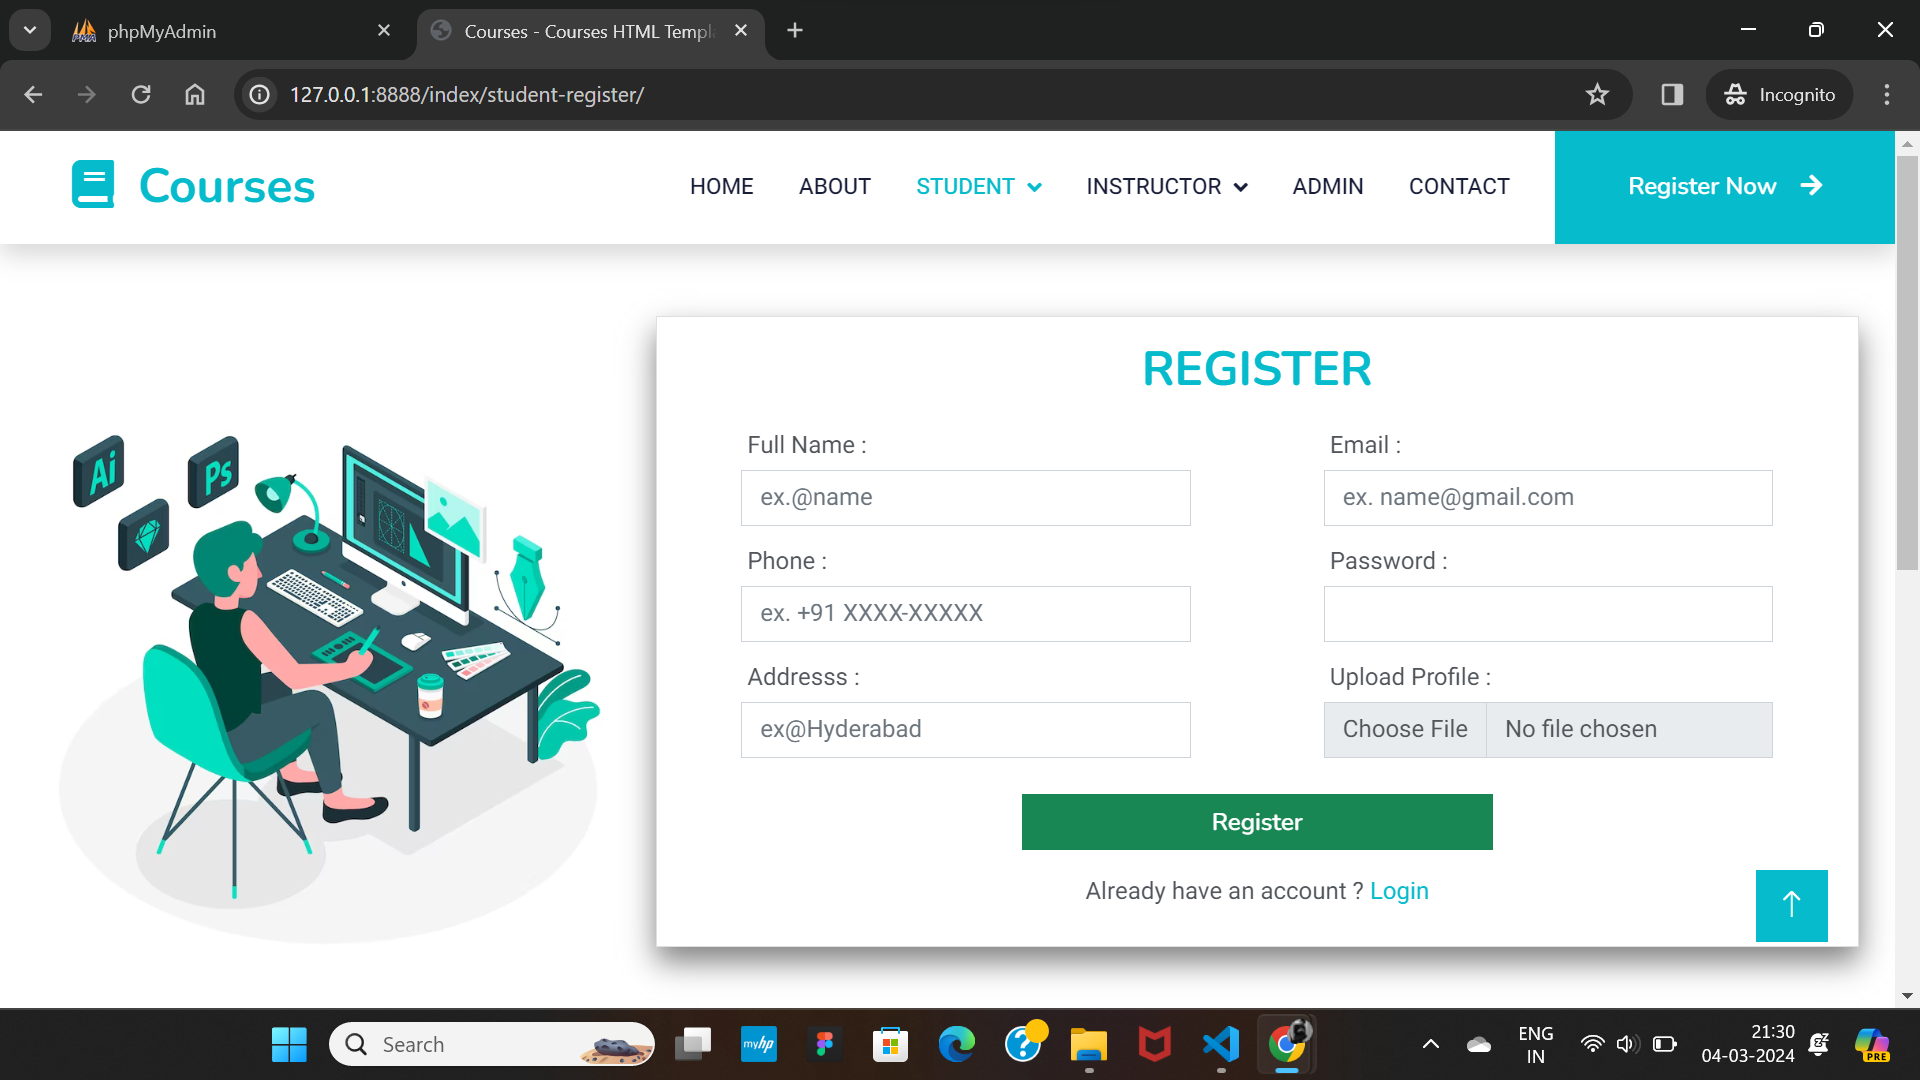 phpMyAdmin
Courses - Courses HTML Templa
127.0.0.1:8888/index/student-register/
Incognito
Courses
HOME
ABOUT
STUDENT
INSTRUCTOR
ADMIN
CONTACT
Register Now
REGISTER
Full Name :
Email :
ex.@name
ex. name@gmail.com
Phone :
Password :
ex. +91 XXXX-XXXXX
Addresss :
Upload Profile :
ex@Hyderabad
Choose File
No file chosen
Register
Already have an account ? Login
Ai
Ps
Search
myhp
ENG
IN
21:30
04-03-2024
PRE